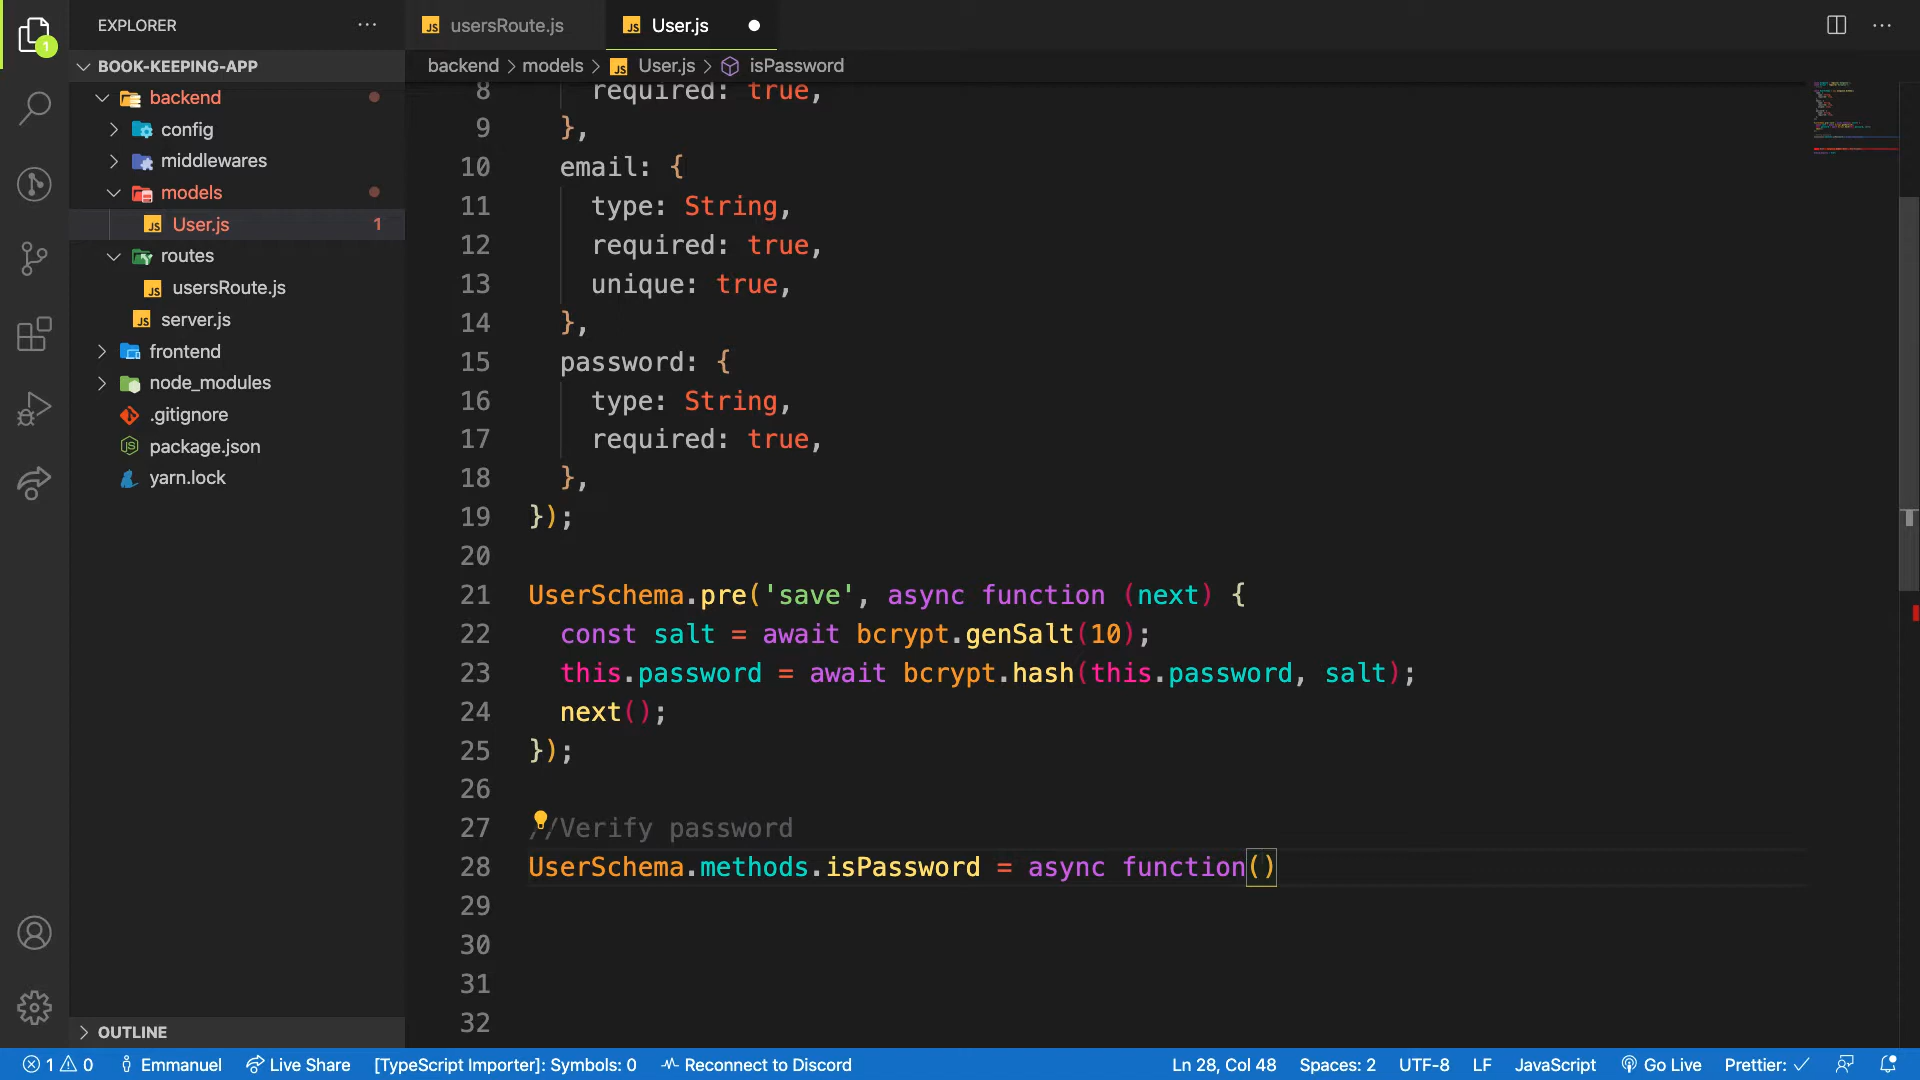 1
EXPLORER
BOOK-KEEPING-APP
backend
config
middlewares
models
User.js 1
routes
usersRoute.js
server.js
frontend
node_modules
.gitignore
package.json
yarn.lock
OUTLINE
JS usersRoute.js
JS User.js
backend > models > JS User.js > isPassword
8 required: true,
9 },
10 email: {
11 type: String,
12 required: true,
13 unique: true,
14 },
15 password: {
16 type: String,
17 required: true,
18 },
19 });
20
21 UserSchema.pre('save', async function (next) {
22 const salt = await bcrypt.genSalt(10);
23 this.password = await bcrypt.hash(this.password, salt);
24 next();
25 });
26
27 //Verify password
28 UserSchema.methods.isPassword = async function()
29
30
31
32
1 0 Emmanuel Live Share [TypeScript Importer]: Symbols: 0 Reconnect to Discord Ln 28, Col 48 Spaces: 2 UTF-8 LF JavaScript Go Live Prettier: ✓